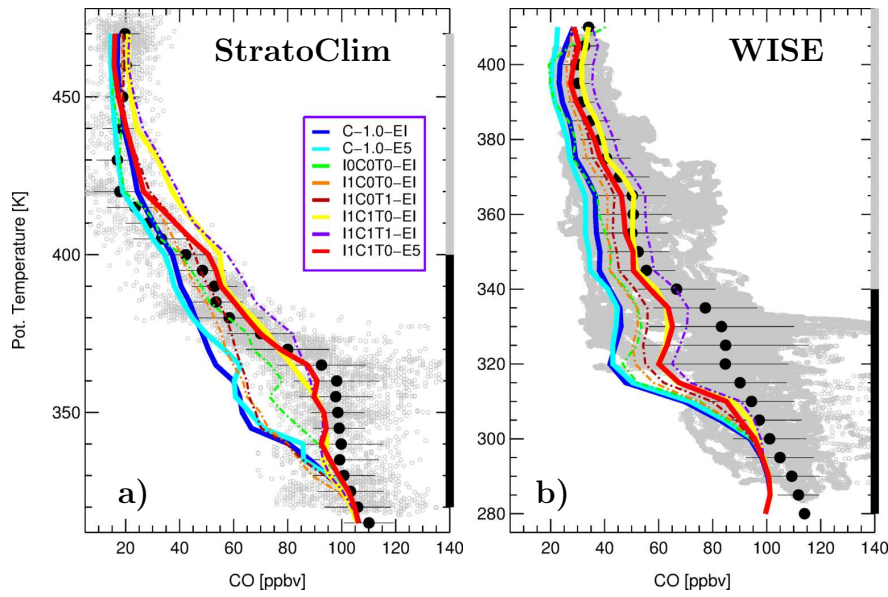 StratoClim
WISE
C−1.0−EI
C−1.0−E5
I0C0T0−EI
I1C0T0−EI
I1C0T1−EI
I1C1T0−EI
I1C1T1−EI
I1C1T0−E5
a)
b)
Pot. Temperature [K]
450
400
350
400
380
360
340
320
300
280
20 40 60 80 100 120 140
20 40 60 80 100 120 140
CO [ppbv]
CO [ppbv]